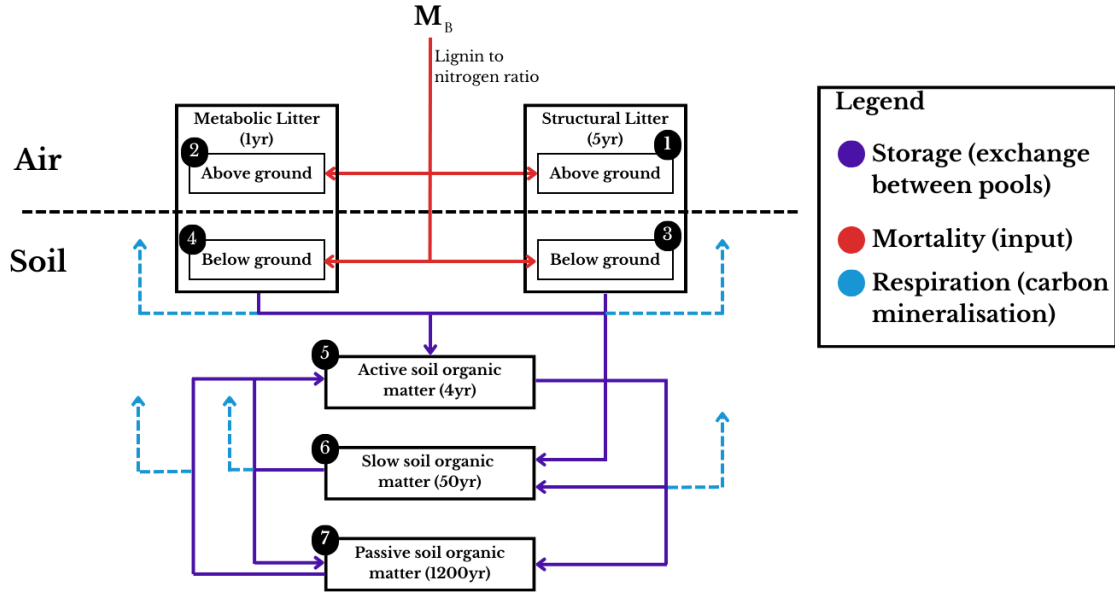 M B
Lignin to
nitrogen ratio
Metabolic Litter
(1yr)
2
Above ground
4
Below ground
Structural Litter
(5yr)
1
Above ground
3
Below ground
Air
Soil
5
Active soil organic
matter (4yr)
6
Slow soil organic
matter (50yr)
7
Passive soil organic
matter (1200yr)
Legend
Storage (exchange
between pools)
Mortality (input)
Respiration (carbon
mineralisation)